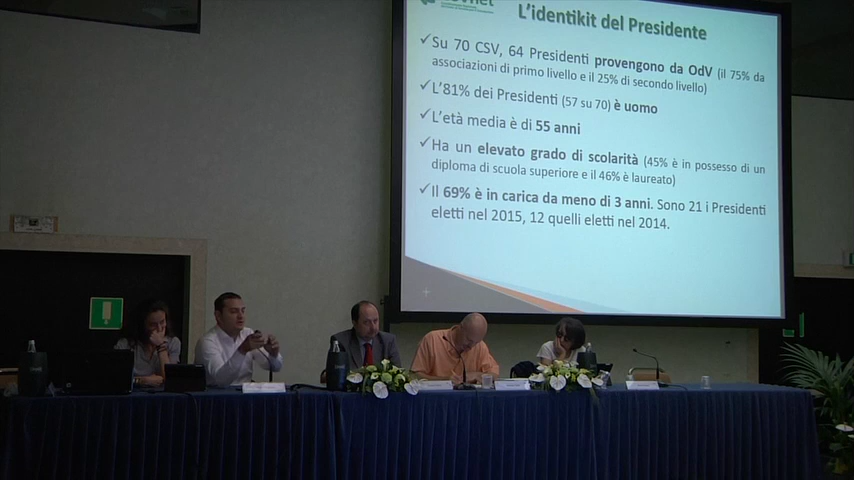 L'identikit del Presidente
✓Su 70 CSV, 64 Presidenti provengono da OdV (il 75% da
associazioni di primo livello e il 25% di secondo livello)
✓L'81% dei Presidenti (57 su 70) è uomo
✓L'età media è di 55 anni
✓Ha un elevato grado di scolarità (45% è in possesso di un
diploma di scuola superiore e il 46% è laureato)
✓Il 69% è in carica da meno di 3 anni. Sono 21 i Presidenti
eletti nel 2015, 12 quelli eletti nel 2014.